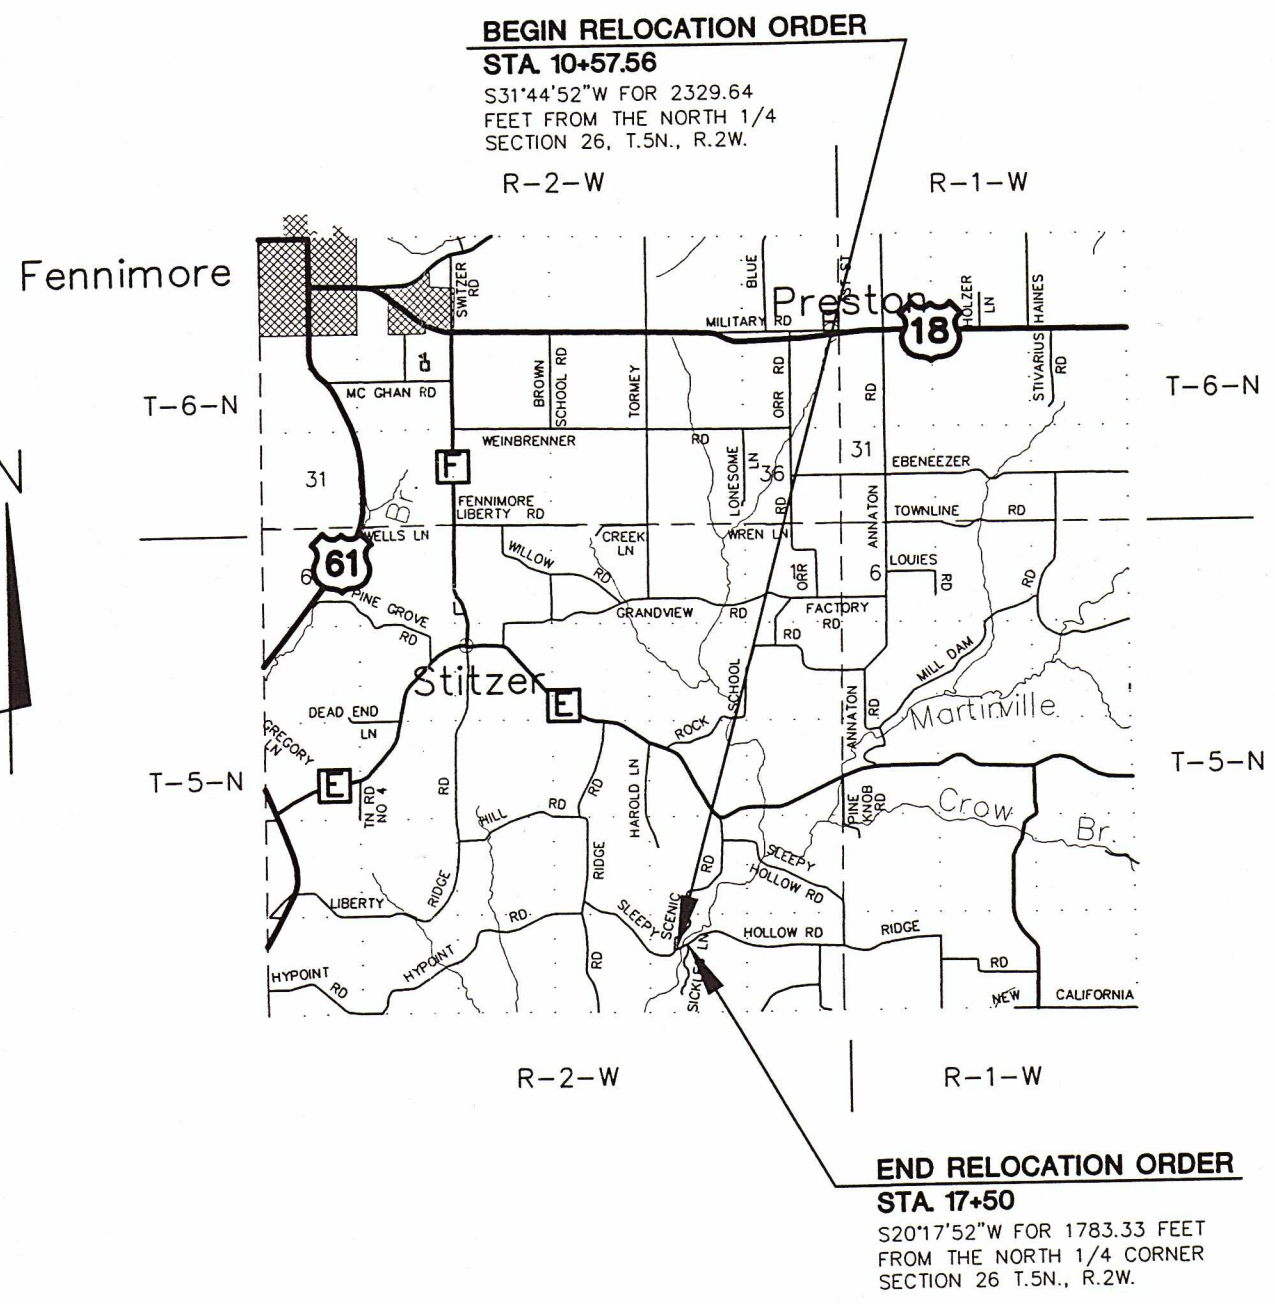 BEGIN RELOCATION ORDER
STA. 10+57.56
S31°44'52"W FOR 2329.64
FEET FROM THE NORTH 1/4
SECTION 26, T.5N., R.2W.
R-2-W
R-1-W
Fennimore
SWITZER
RD
BLUE
ST
Preston
MILITARY RD
18
HOLZER
LN
HAINES
STIVARIUS
RD
T-6-N
T-6-N
MC GHAN RD
BROWN
SCHOOL RD
TORMEY
ORR RD
RD
WEINBRENNER
RD
LONESOME
LN
36
31
EBENEEZER
31
F
Br.
FENNIMORE
LIBERTY RD
RD
ANNATON
TOWNLINE RD
N
WELLS LN
CREEK
LN
WREN LN
61
6
WILLOW
RD
1
ORR
6
LOUIES
RD
RD
PINE GROVE
RD
GRANDVIEW RD
FACTORY
RD
RD
MILL DAM
Stitzer
E
SCHOOL
ROCK
ANNATON
RD
Martinville
DEAD END
LN
GREGORY
LN
T-5-N
T-5-N
E
TN RD
NO 4
RD
HILL
RD
RD
HAROLD LN
PINE
KNOB
RD
Crow
Br.
RIDGE
RIDGE
RD
SLEEPY
HOLLOW RD
LIBERTY
RD.
SLEEPY
SCENIC
HOLLOW RD
RIDGE
HYPOINT
RD
HYPOINT
RD
LN
RD
NEW
CALIFORNIA
R-2-W
R-1-W
END RELOCATION ORDER
STA. 17+50
S20°17'52"W FOR 1783.33 FEET
FROM THE NORTH 1/4 CORNER
SECTION 26 T.5N., R.2W.